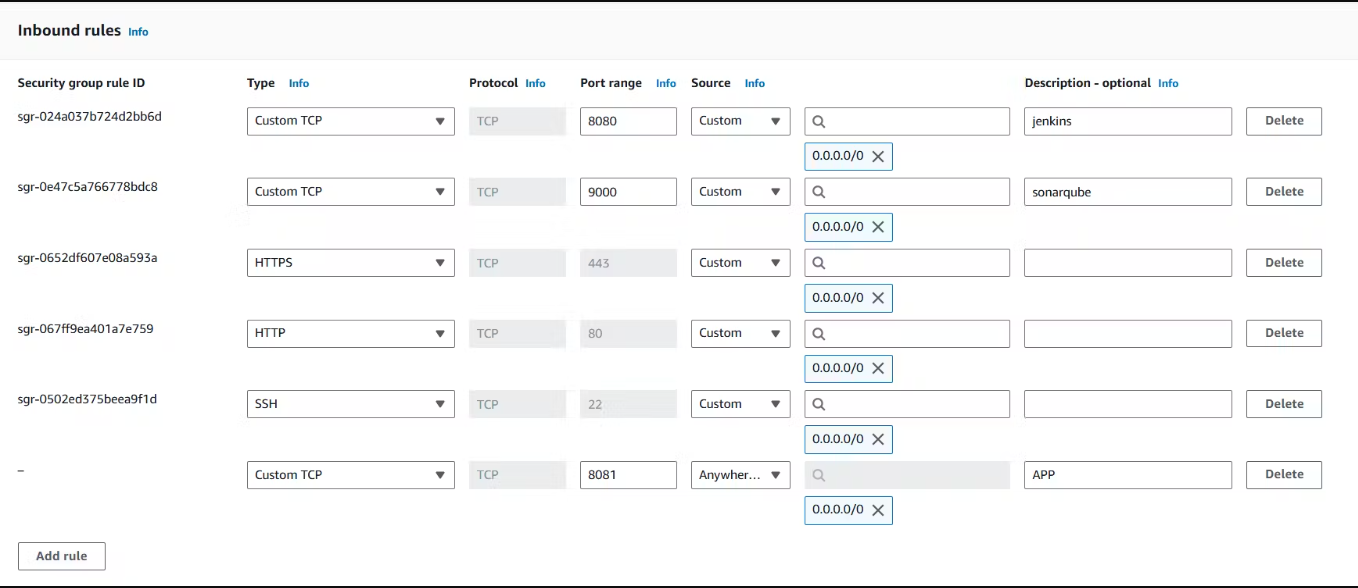 Inbound rules Info
Security group rule ID Type Info Protocol Info Port range Info Source Info Description - optional Info
sgr-024a037b724d2bb6d Custom TCP TCP 8080 Custom jenkins Delete
0.0.0.0/0
sgr-0e47c5a766778bdc8 Custom TCP TCP 9000 Custom sonarqube Delete
0.0.0.0/0
sgr-0652df607e08a593a HTTPS TCP 443 Custom Delete
0.0.0.0/0
sgr-067ff9ea401a7e759 HTTP TCP 80 Custom Delete
0.0.0.0/0
sgr-0502ed375beea9f1d SSH TCP 22 Custom Delete
0.0.0.0/0
– Custom TCP TCP 8081 Anywher... APP Delete
0.0.0.0/0
Add rule